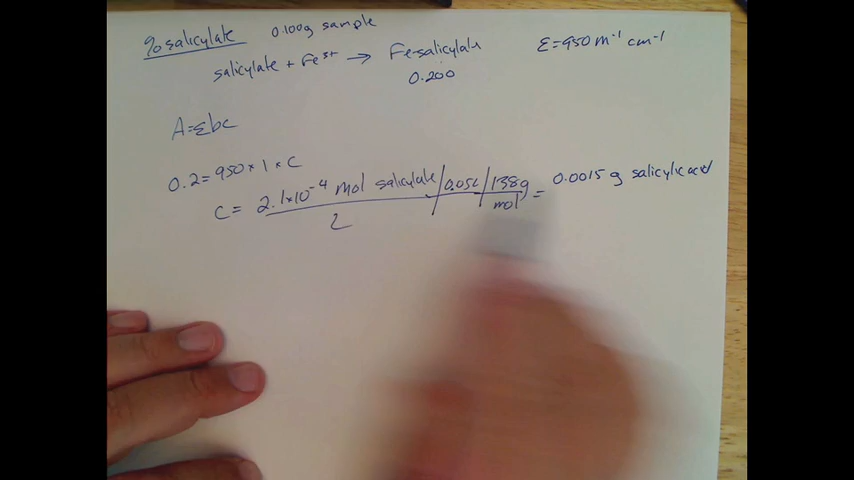 % salicylate 0.100g sample
salicylate + Fe³⁺ → Fe-salicylate ε=950 M⁻¹ cm⁻¹
0.200
A=εbc
0.2=950×1×C
C= 2.1×10⁻⁴ mol salicylate/0.05L/138g = 0.0015 g salicylic acid
L mol